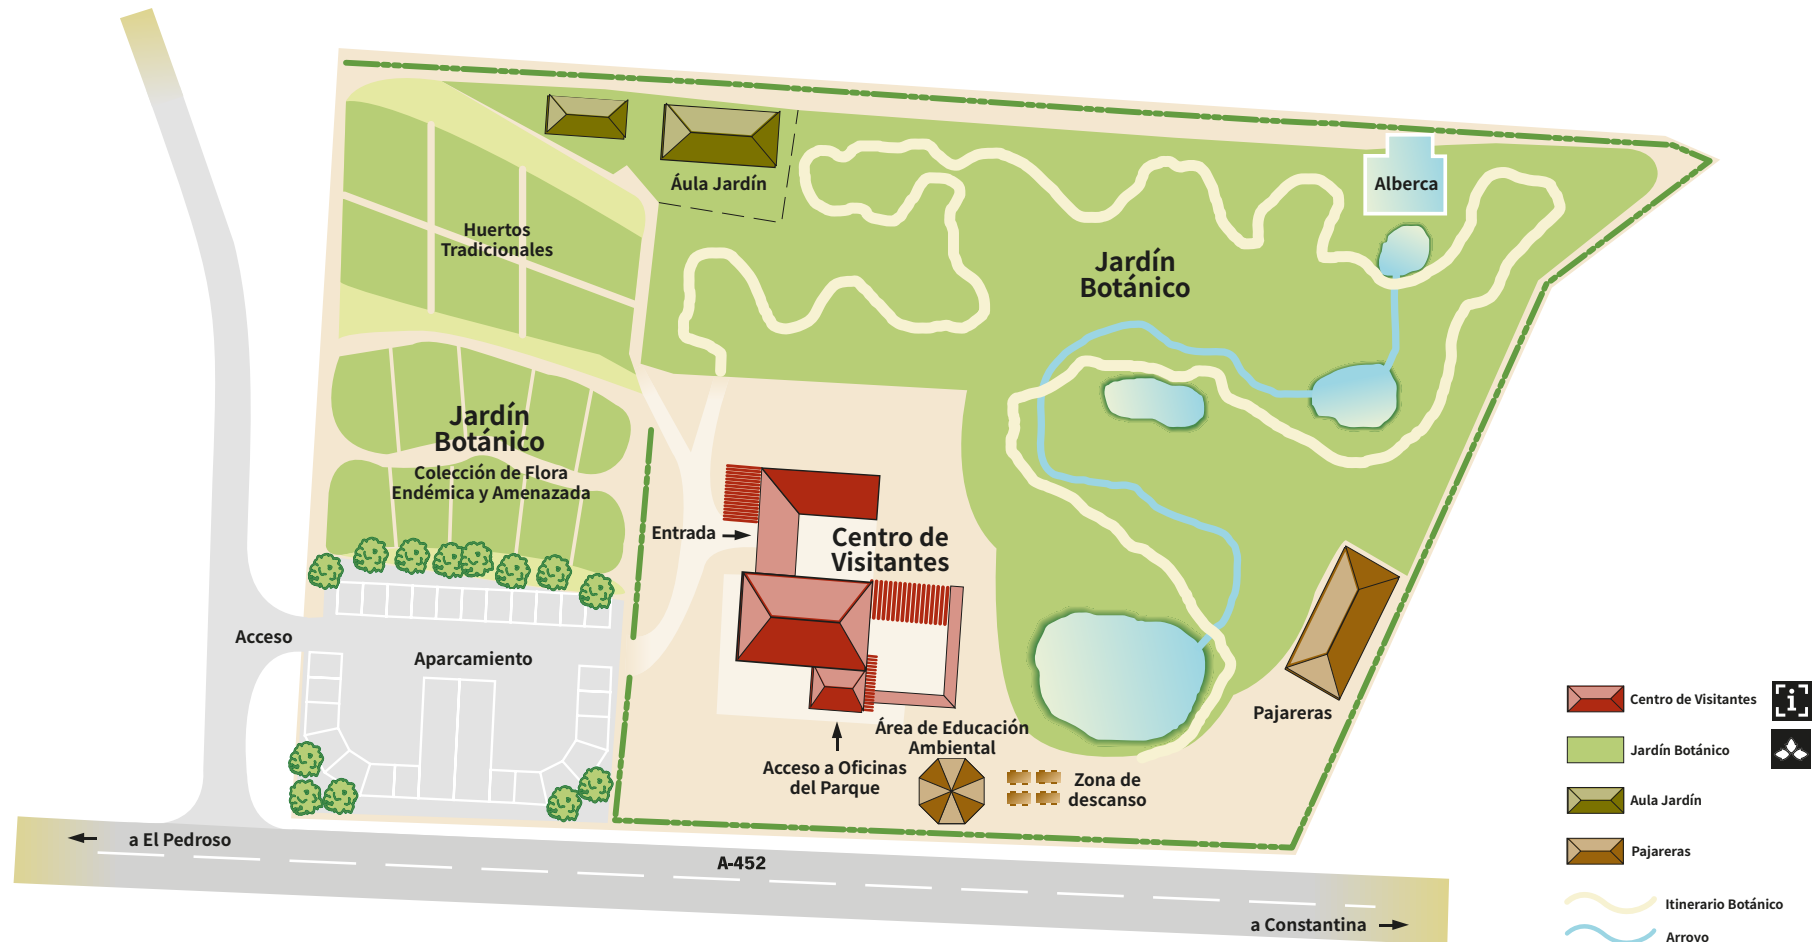 Áula Jardín
Alberca
Huertos
Tradicionales
Jardín
Botánico
Jardín
Botánico
Colección de Flora
Endémica y Amenazada
Entrada
Centro de
Visitantes
Acceso
Aparcamiento
Pajareras
Área de Educación
Ambiental
Acceso a Oficinas
del Parque
Zona de
descanso
a El Pedroso
A-452
a Constantina
Centro de Visitantes
i
Jardín Botánico
Aula Jardín
Pajareras
Itinerario Botánico
Arroyo